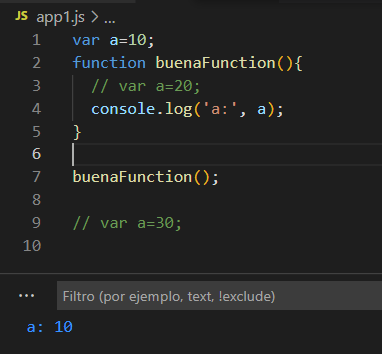 JS app1.js > ...
1 var a=10;
2 function buenaFunction(){
3 // var a=20;
4 console.log('a:', a);
5 }
6
7 buenaFunction();
8
9 // var a=30;
10
... Filtro (por ejemplo, text, !exclude)
a: 10